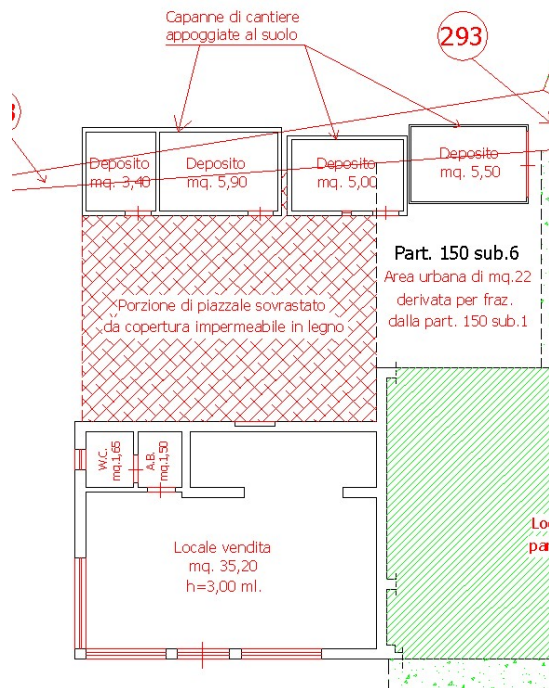 Capanne di cantiere
appoggiate al suolo
293
3
Deposito
mq. 3,40
Deposito
mq. 5,90
Deposito
mq. 5,00
Deposito
mq. 5,50
Part. 150 sub.6
Area urbana di mq.22
derivata per fraz.
dalla part. 150 sub.1
Porzione di piazzale sovrastato
da copertura impermeabile in legno
W.C.
mq.1,65
A.B.
mq.1,50
Locale vendita
mq. 35,20
h=3,00 ml.
Lo
par